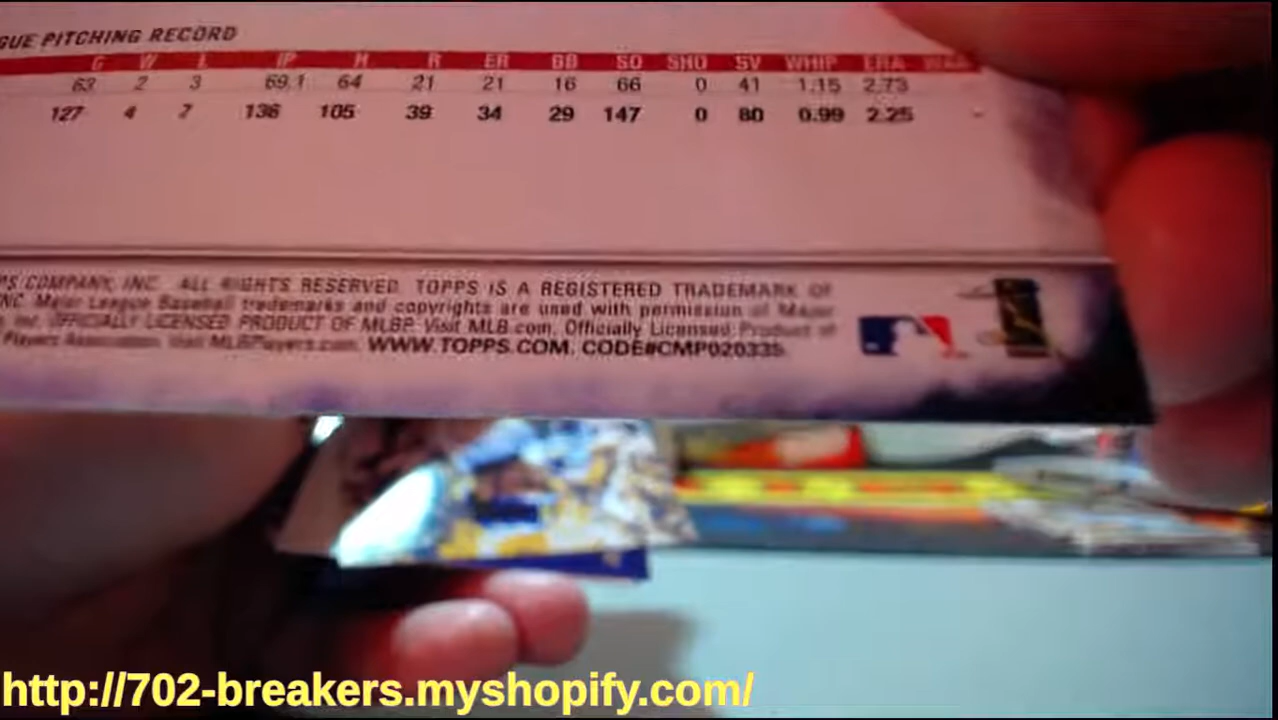 GUE PITCHING RECORD
G W L IP H R ER BB SO SHO SV WHIP ERA WAR
63 2 3 69.1 64 21 21 16 66 0 41 1.15 2.73
127 4 7 136 105 39 34 29 147 0 80 0.99 2.25 -
PS COMPANY, INC. ALL RIGHTS RESERVED. TOPPS IS A REGISTERED TRADEMARK OF
INC. Major League Baseball trademarks and copyrights are used with permission of Major
Inc. OFFICIALLY LICENSED PRODUCT OF MLBP. Visit MLB.com. Officially Licensed Product of
Players Association. Visit MLBPlayers.com. WWW.TOPPS.COM. CODE#CMP020335
http://702-breakers.myshopify.com/